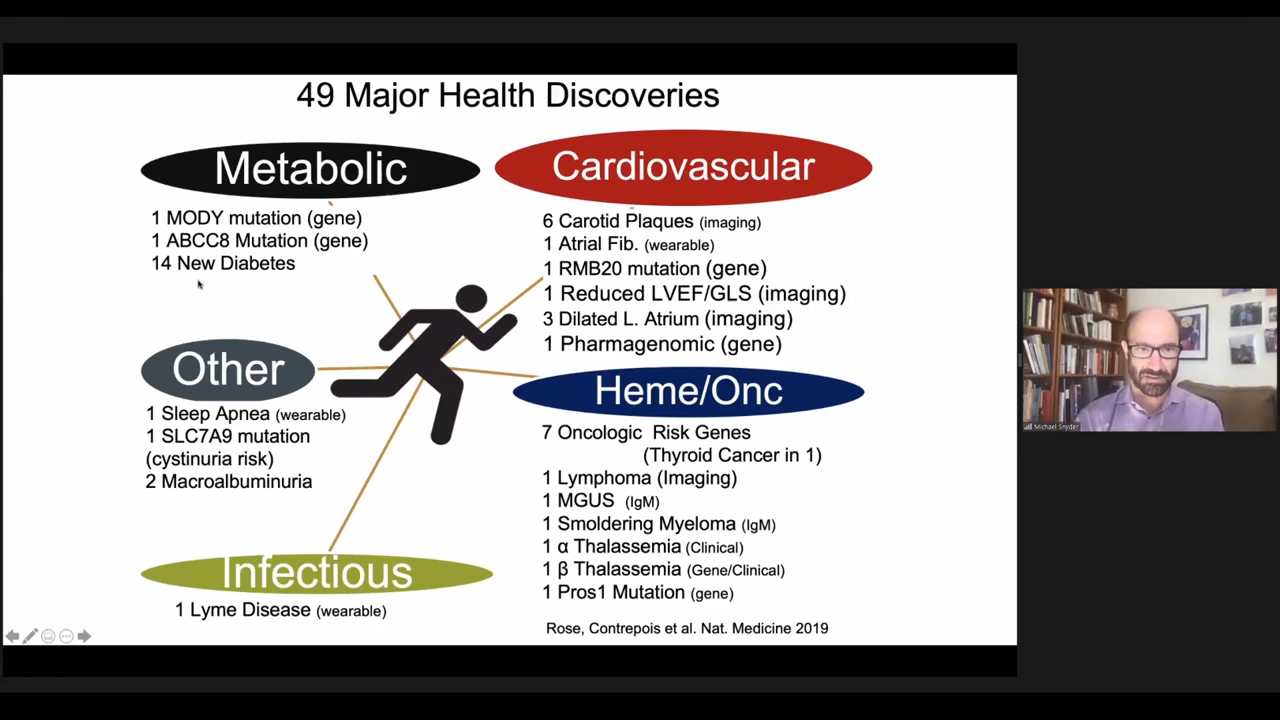 49 Major Health Discoveries
Metabolic
1 MODY mutation (gene)
1 ABCC8 Mutation (gene)
14 New Diabetes
Cardiovascular
6 Carotid Plaques (imaging)
1 Atrial Fib. (wearable)
1 RMB20 mutation (gene)
1 Reduced LVEF/GLS (imaging)
3 Dilated L. Atrium (imaging)
1 Pharmagenomic (gene)
Other
1 Sleep Apnea (wearable)
1 SLC7A9 mutation
(cystinuria risk)
2 Macroalbuminuria
Heme/Onc
7 Oncologic Risk Genes
(Thyroid Cancer in 1)
1 Lymphoma (Imaging)
1 MGUS (IgM)
1 Smoldering Myeloma (IgM)
1 α Thalassemia (Clinical)
1 β Thalassemia (Gene/Clinical)
1 Pros1 Mutation (gene)
Infectious
1 Lyme Disease (wearable)
Rose, Contrepois et al. Nat. Medicine 2019
Michael Snyder